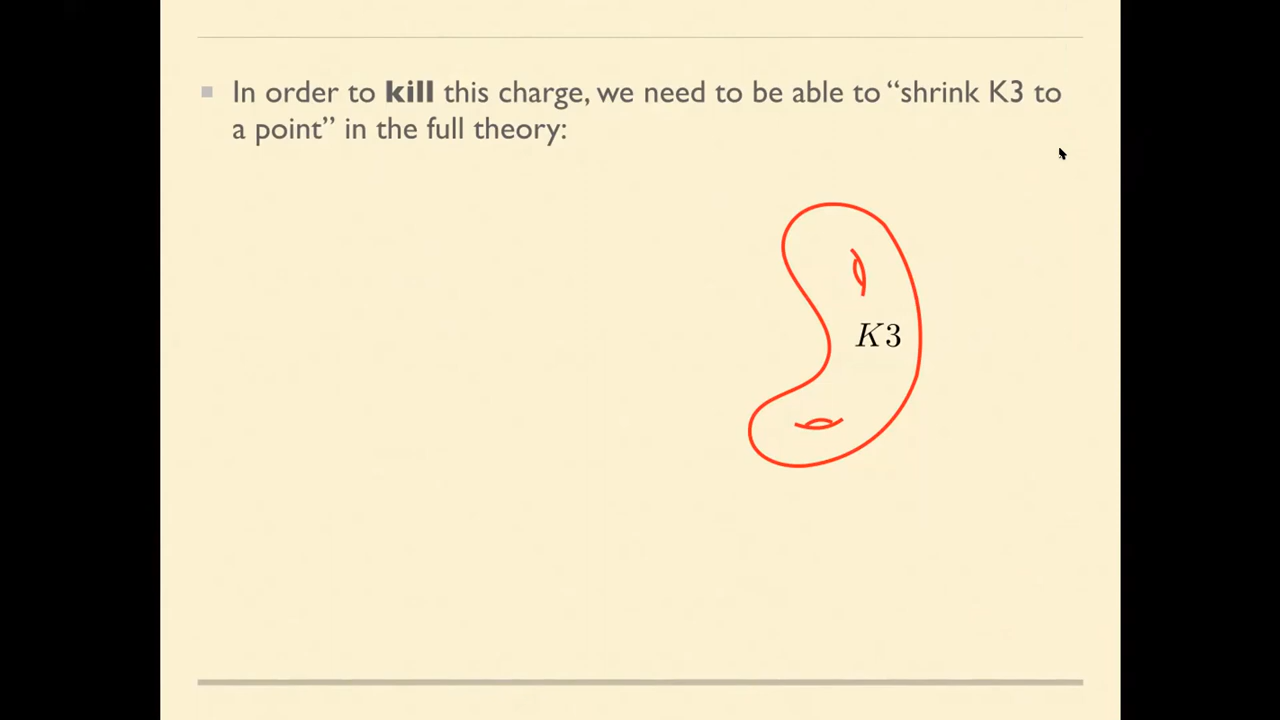 In order to kill this charge, we need to be able to “shrink K3 to
a point” in the full theory:
K3